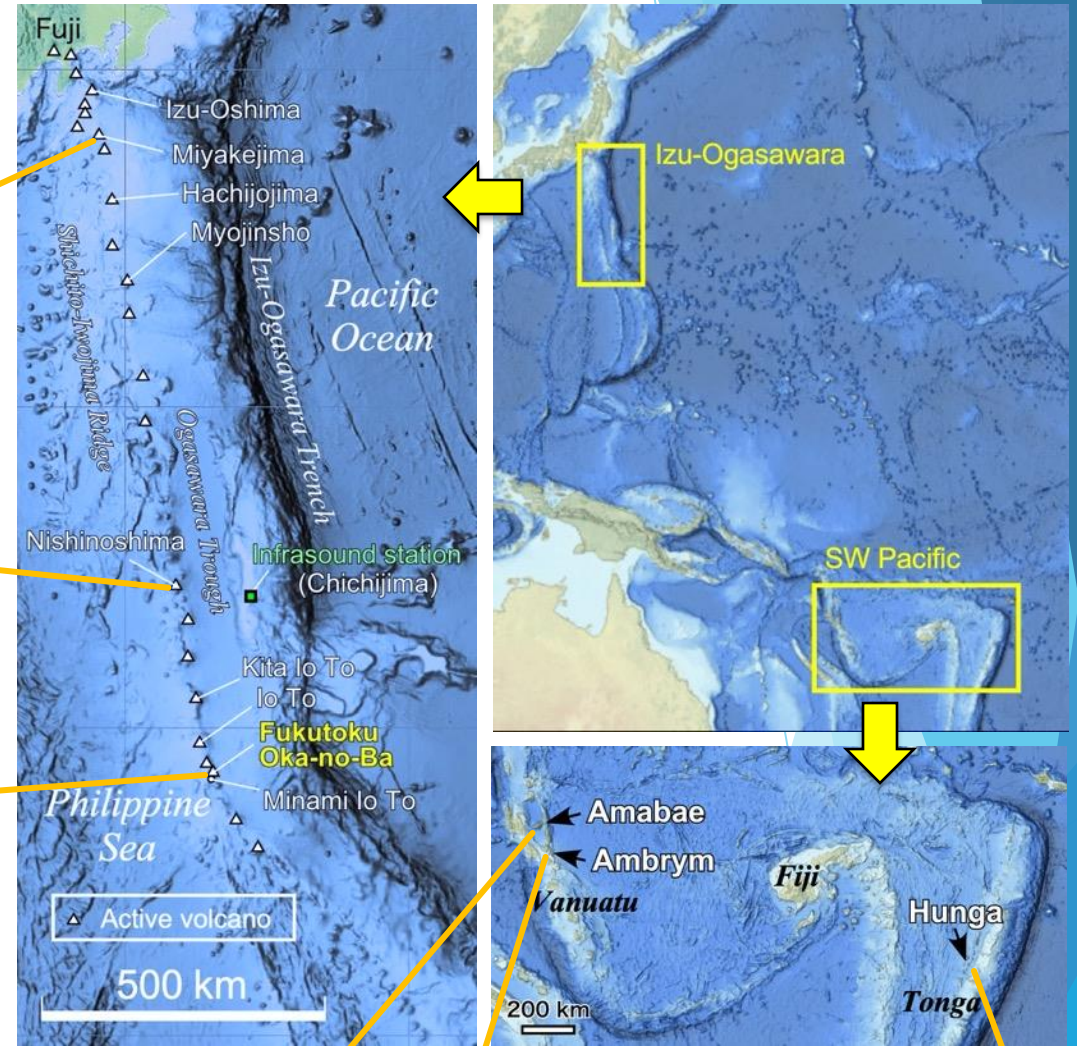 Fuji
Izu-Oshima
Miyakejima
Hachijojima
Myojinsho
Shichito-Iwojima Ridge
Izu-Ogasawara Trench
Pacific
Ocean
Ogasawara Trough
Nishinoshima
Infrasound station
(Chichijima)
Kita Io To
Io To
Fukutoku
Oka-no-Ba
Minami Io To
Philippine
Sea
Active volcano
500 km
Izu-Ogasawara
SW Pacific
Amabae
Ambrym
Vanuatu
Fiji
Hunga
Tonga
200 km